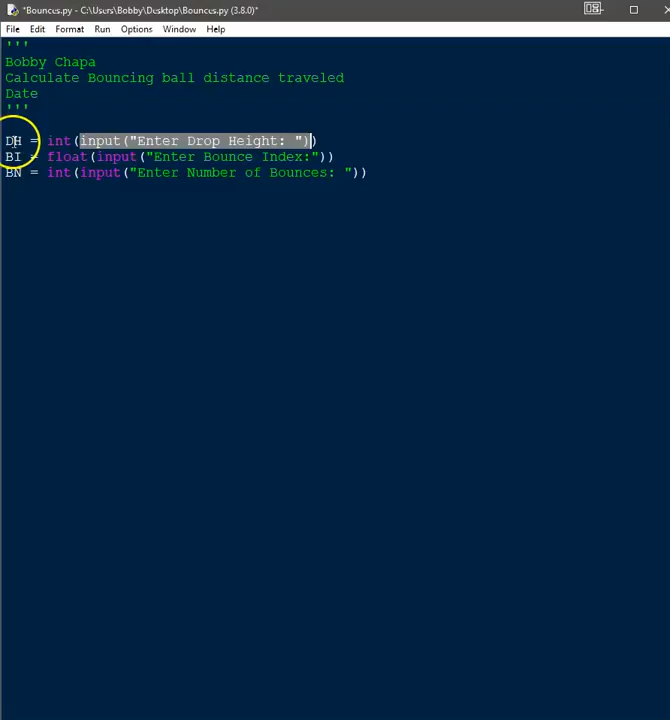 *Bounces.py - C:\Users\Bobby\Desktop\Bounces.py (3.8.0)*
File Edit Format Run Options Window Help
'''
Bobby Chapa
Calculate Bouncing ball distance traveled
Date
'''
DH = int(input("Enter Drop Height: "))
BI = float(input("Enter Bounce Index:"))
BN = int(input("Enter Number of Bounces: "))